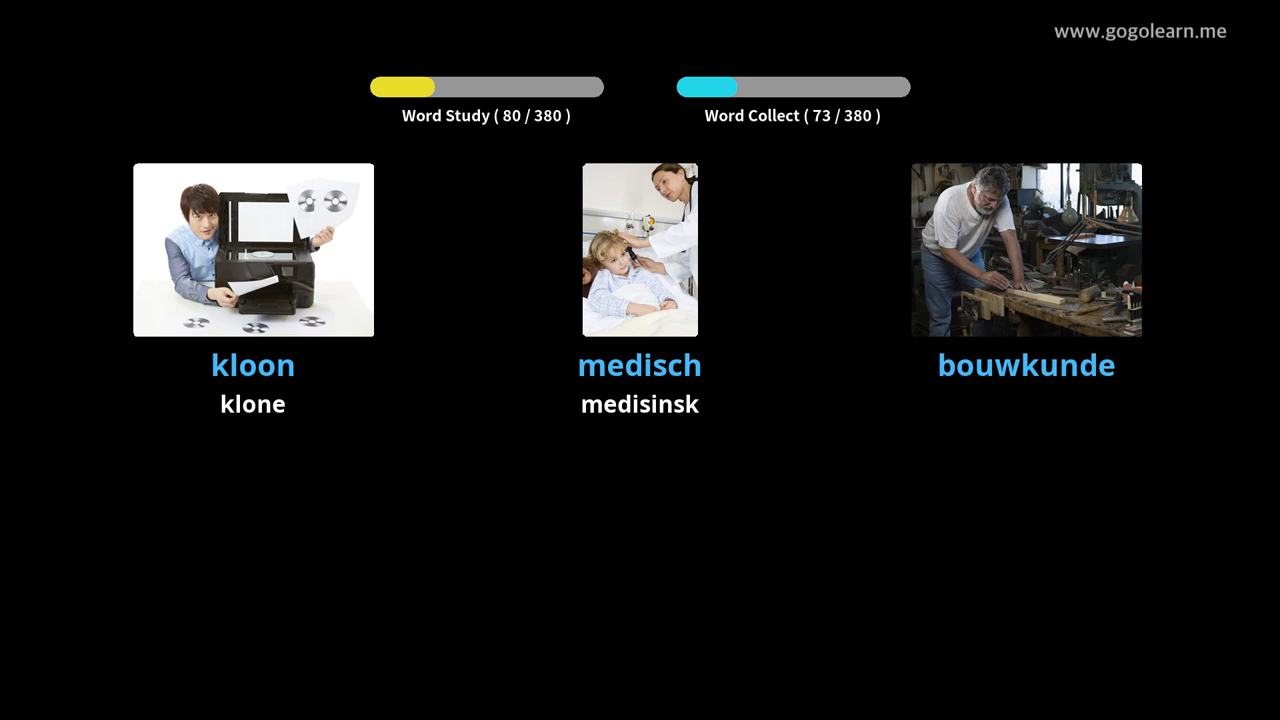 www.gogolearn.me
Word Study ( 80 / 380 )
Word Collect ( 73 / 380 )
kloon
klone
medisch
medisinsk
bouwkunde